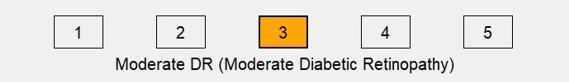 1 2 3 4 5
Moderate DR (Moderate Diabetic Retinopathy)